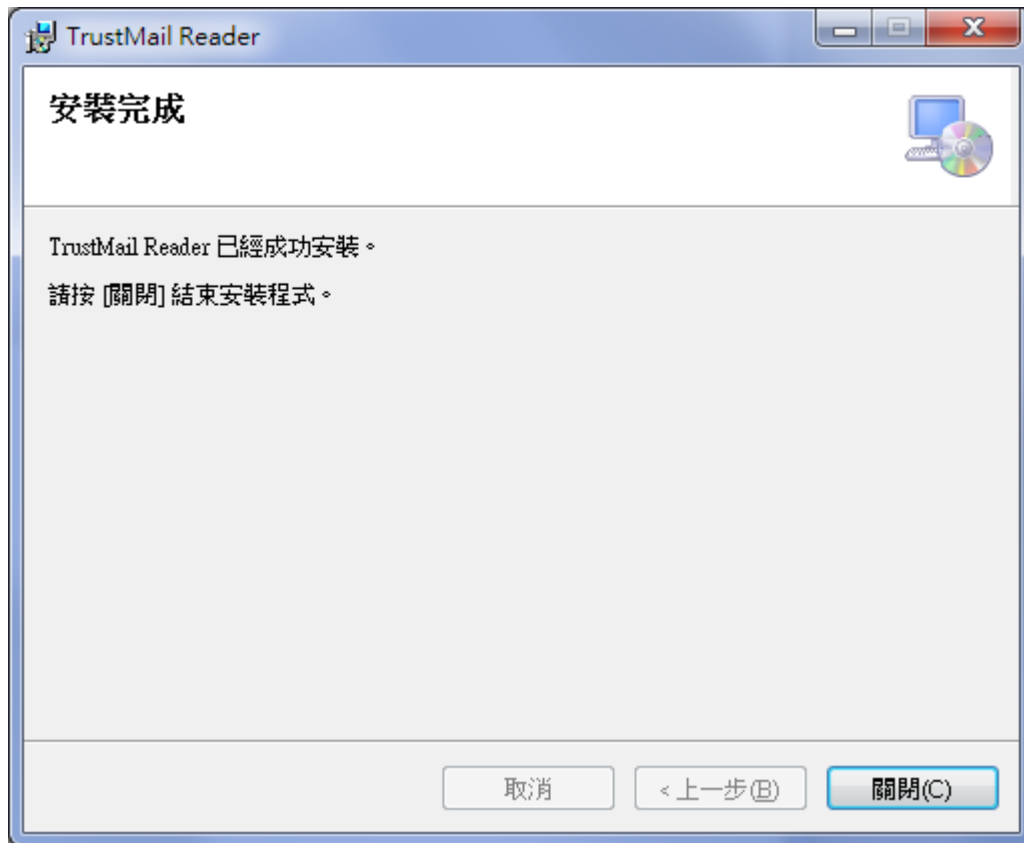 TrustMail Reader
安裝完成
TrustMail Reader 已經成功安裝。
請按 [關閉] 結束安裝程式。
取消
< 上一步(B)
關閉(C)